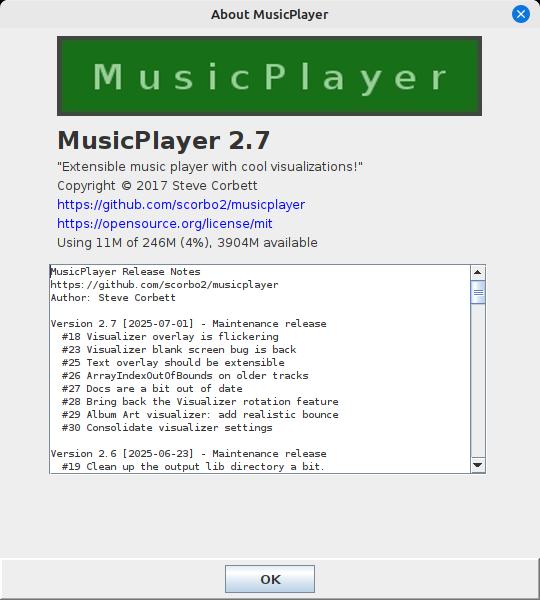 About MusicPlayer
MusicPlayer
MusicPlayer 2.7
"Extensible music player with cool visualizations!"
Copyright © 2017 Steve Corbett
https://github.com/scorbo2/musicplayer
https://opensource.org/license/mit
Using 11M of 246M (4%), 3904M available
MusicPlayer Release Notes
https://github.com/scorbo2/musicplayer
Author: Steve Corbett
Version 2.7 [2025-07-01] - Maintenance release
#18 Visualizer overlay is flickering
#23 Visualizer blank screen bug is back
#25 Text overlay should be extensible
#26 ArrayIndexOutOfBounds on older tracks
#27 Docs are a bit out of date
#28 Bring back the Visualizer rotation feature
#29 Album Art visualizer: add realistic bounce
#30 Consolidate visualizer settings
Version 2.6 [2025-06-23] - Maintenance release
#19 Clean up the output lib directory a bit.
OK